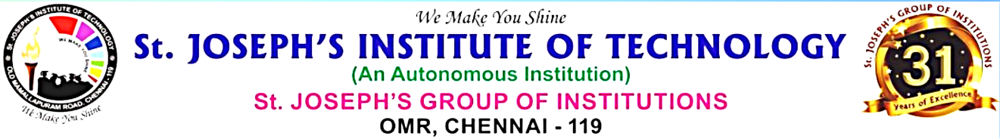 St. JOSEPH'S INSTITUTE OF TECHNOLOGY
OLD MAMALLAPURAM ROAD, CHENNAI - 119
WE MAKE YOU SHINE
We Make You Shine
We Make You Shine
St. JOSEPH'S INSTITUTE OF TECHNOLOGY
(An Autonomous Institution)
St. JOSEPH'S GROUP OF INSTITUTIONS
OMR, CHENNAI - 119
St. JOSEPH'S GROUP OF INSTITUTIONS
31
Years of Excellence